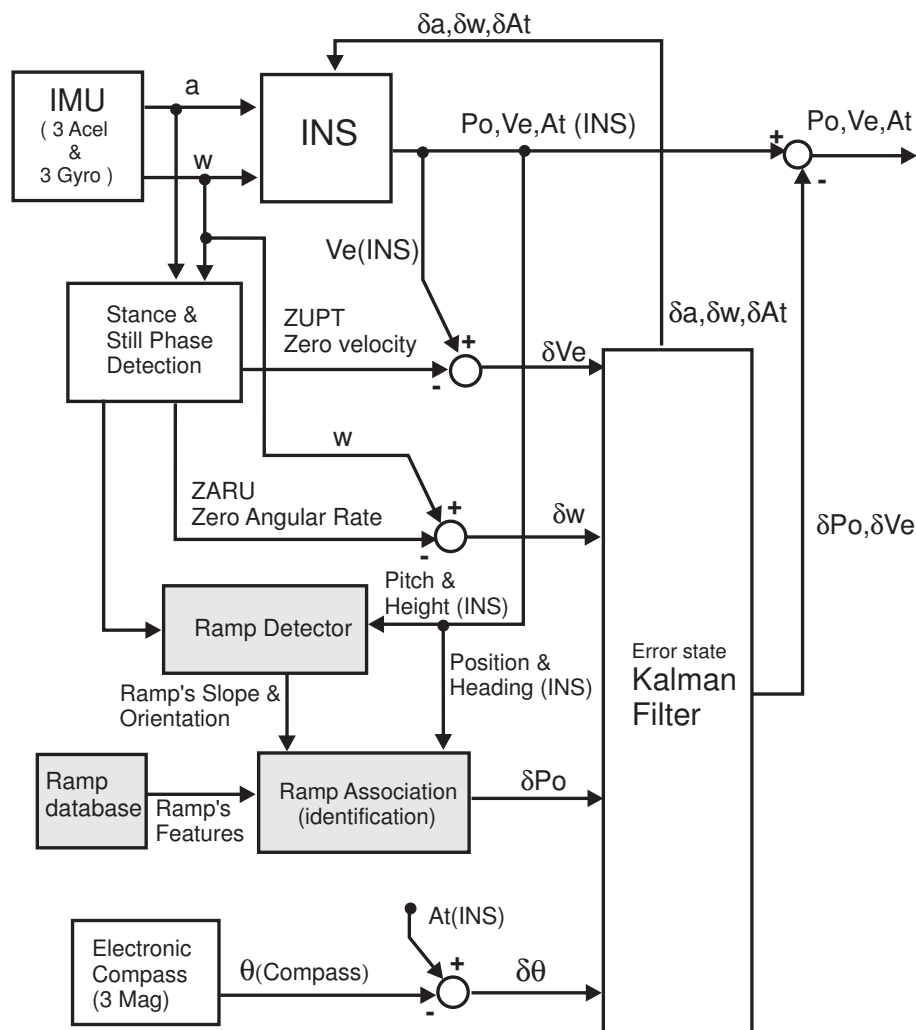 δa,δw,δAt
IMU
( 3 Acel
&
3 Gyro )
a
w
INS
Po,Ve,At (INS)
+
-
Po,Ve,At
Ve(INS)
Stance &
Still Phase
Detection
ZUPT
Zero velocity
+
-
δVe
δa,δw,δAt
w
ZARU
Zero Angular Rate
+
-
δw
δPo,δVe
Pitch &
Height (INS)
Ramp Detector
Position &
Heading (INS)
Ramp's Slope &
Orientation
Error state
Kalman
Filter
Ramp
database
Ramp's
Features
Ramp Association
(identification)
δPo
At(INS)
Electronic
Compass
(3 Mag)
θ(Compass)
+
-
δθ